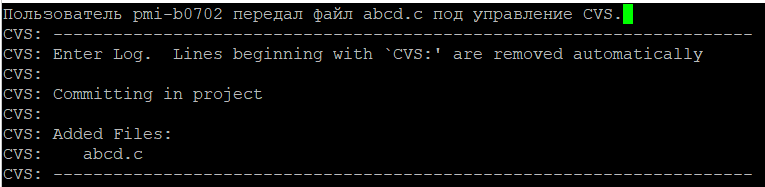 Пользователь pmi-b0702 передал файл abcd.c под управление CVS.
CVS: ----------------------------------------------------------------------
CVS: Enter Log.  Lines beginning with `CVS:' are removed automatically
CVS:
CVS: Committing in project
CVS:
CVS: Added Files:
CVS:    abcd.c
CVS: ----------------------------------------------------------------------